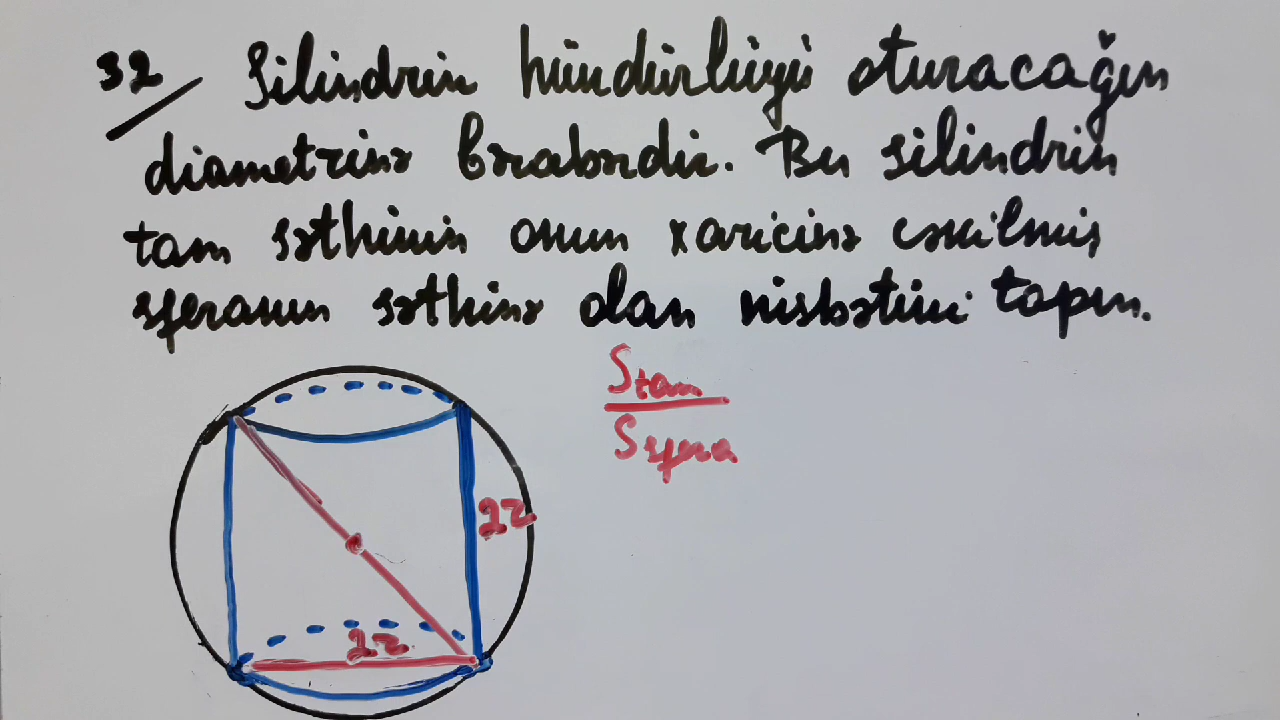 32/ Silindrin hündürlüyü oturacağın
diametrinə bərabərdir. Bu silindrin
tam səthinin onun xaricinə çəkilmiş
sferanın səthinə olan nisbətini tapın.
Stam
Ssfera
2r
2r